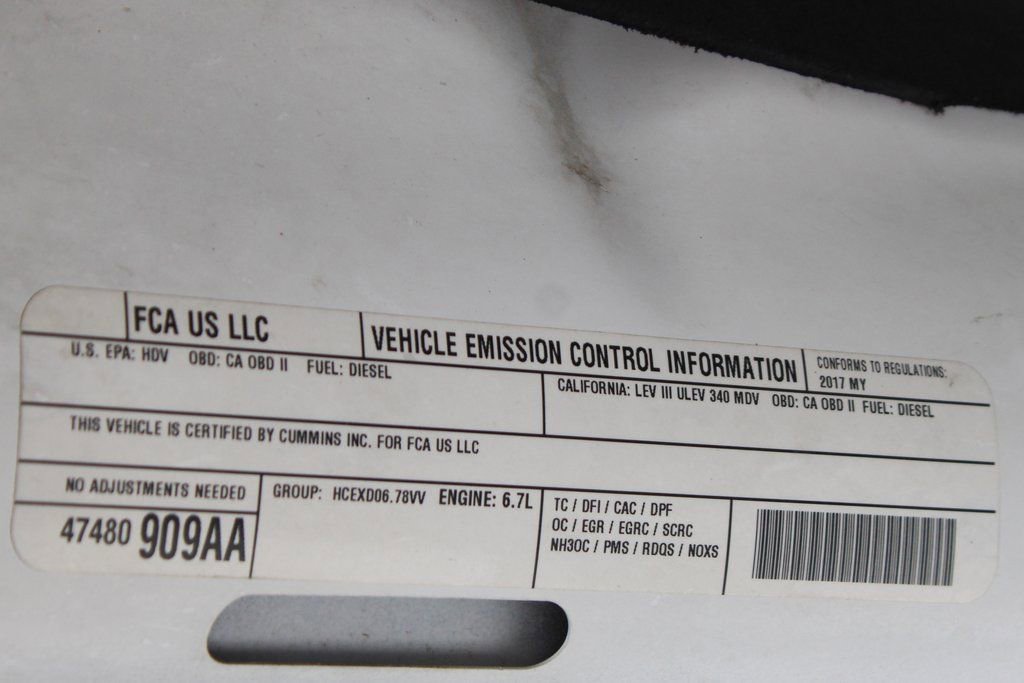 FCA US LLC
VEHICLE EMISSION CONTROL INFORMATION
CONFORMS TO REGULATIONS:
2017 MY
U.S. EPA: HDV OBD: CA OBD II FUEL: DIESEL
CALIFORNIA: LEV III ULEV 340 MDV OBD: CA OBD II FUEL: DIESEL
THIS VEHICLE IS CERTIFIED BY CUMMINS INC. FOR FCA US LLC
NO ADJUSTMENTS NEEDED
47480 909AA
GROUP: HCEXD06.78VV ENGINE: 6.7L
TC / DFI / CAC / DPF
OC / EGR / EGRC / SCRC
NH3OC / PMS / RDQS / NOXS